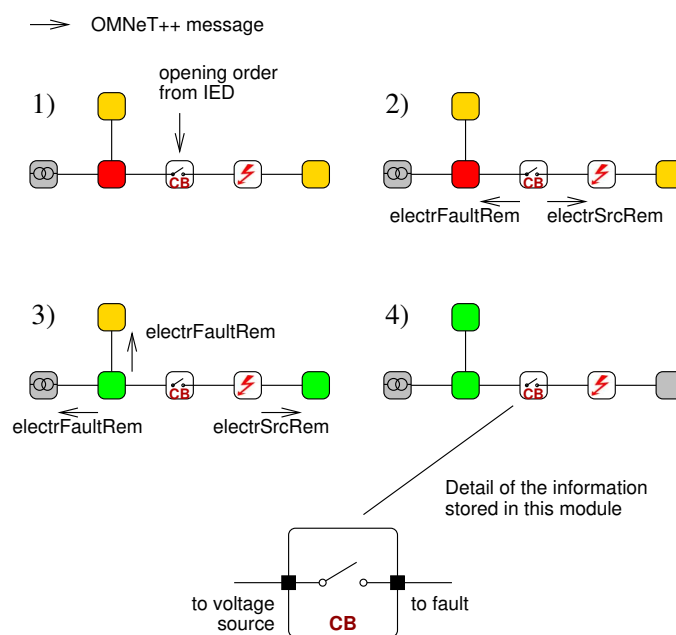 OMNeT++ message
1)
opening order
from IED
CB
2)
CB
electrFaultRem
electrSrcRem
3)
electrFaultRem
CB
electrFaultRem
electrSrcRem
4)
CB
Detail of the information
stored in this module
to voltage
source
CB
to fault